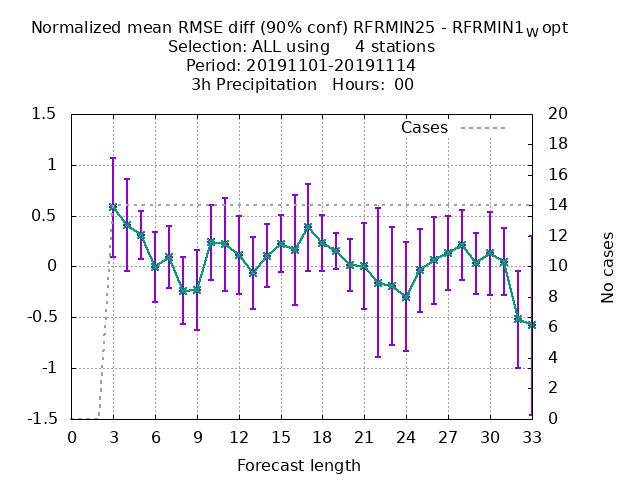 Normalized mean RMSE diff (90% conf) RFRMIN25 - RFRMIN1W opt
Selection: ALL using 4 stations
Period: 20191101-20191114
3h Precipitation Hours: 00
Cases
1.5
1
0.5
0
-0.5
-1
-1.5
20
18
16
14
12
10
8
6
4
2
0
No cases
0 3 6 9 12 15 18 21 24 27 30 33
Forecast length